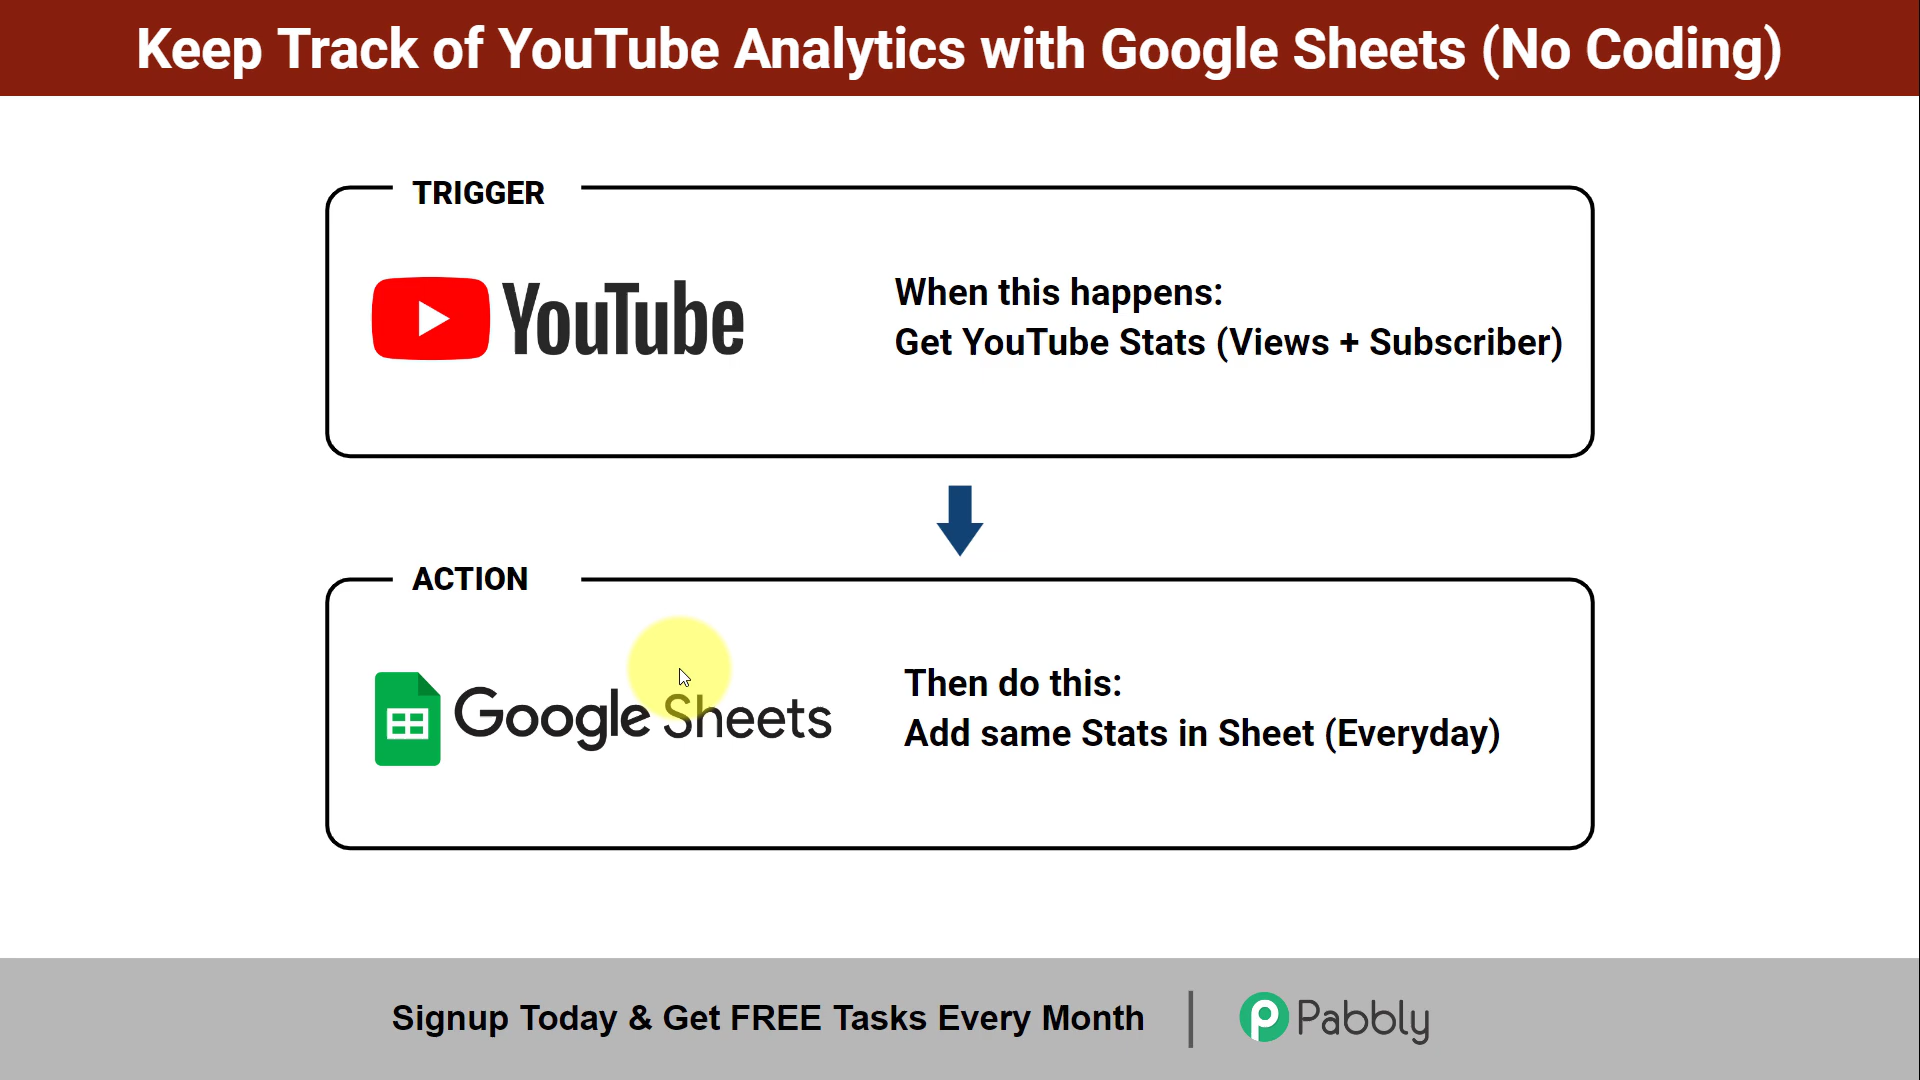 Keep Track of YouTube Analytics with Google Sheets (No Coding)
TRIGGER
YouTube
When this happens:
Get YouTube Stats (Views + Subscriber)
ACTION
Google Sheets
Then do this:
Add same Stats in Sheet (Everyday)
Signup Today & Get FREE Tasks Every Month
Pabbly